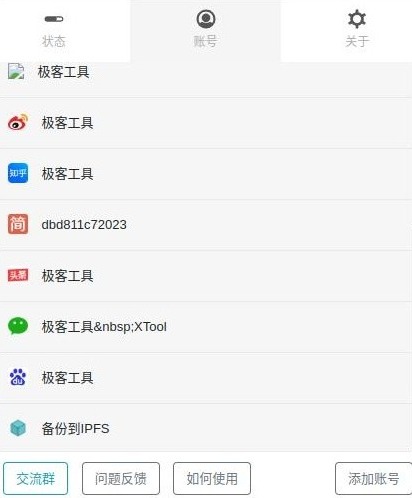 状态
账号
关于
极客工具
极客工具
知乎 极客工具
简 dbd811c72023
头条 极客工具
极客工具&nbsp;XTool
du 极客工具
备份到IPFS
交流群 问题反馈 如何使用 添加账号